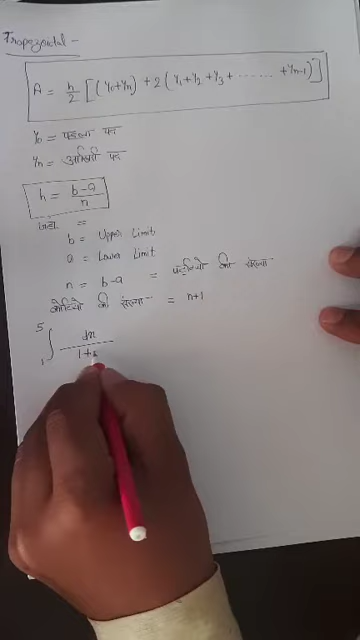 Trapezoidal -
A = h/2 [(y₀+yₙ) + 2(y₁+y₂+y₃+ ........ +yₙ₋₁)]
y₀ = पहला पद
yₙ = आखिरी पद
h = b-a/n
जहाँ =
b = Upper Limit
a = Lower Limit
n = b-a = पट्टियो की संख्या
कोटियो की संख्या = n+1
∫₁⁵ dx/1+x